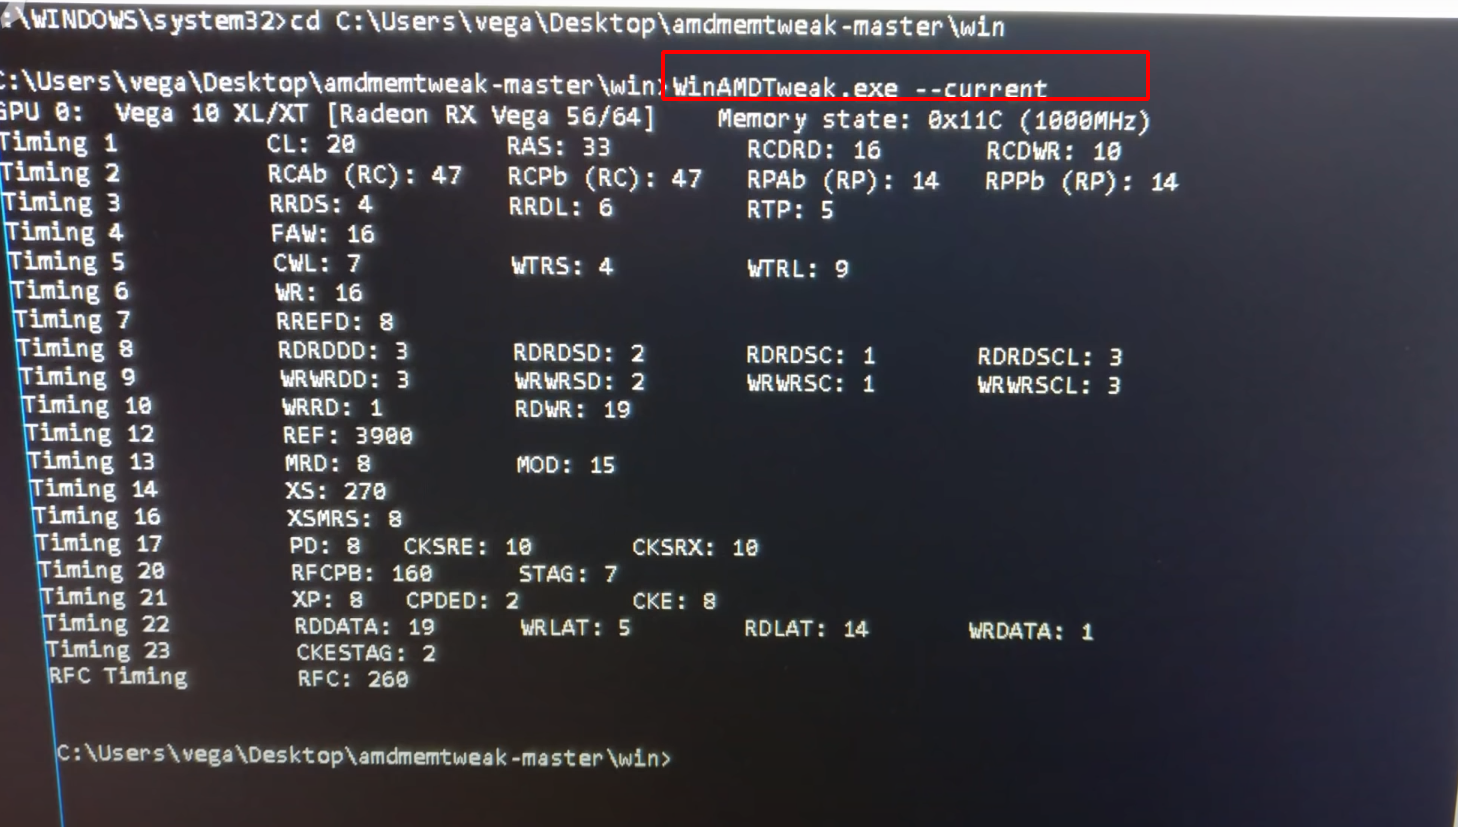 :\WINDOWS\system32>cd C:\Users\vega\Desktop\amdmemtweak-master\win
C:\Users\vega\Desktop\amdmemtweak-master\win>WinAMDTweak.exe --current
GPU 0: Vega 10 XL/XT [Radeon RX Vega 56/64] Memory state: 0x11C (1000MHz)
Timing 1 CL: 20 RAS: 33 RCDRD: 16 RCDWR: 10
Timing 2 RCAb (RC): 47 RCPb (RC): 47 RPAb (RP): 14 RPPb (RP): 14
Timing 3 RRDS: 4 RRDL: 6 RTP: 5
Timing 4 FAW: 16
Timing 5 CWL: 7 WTRS: 4 WTRL: 9
Timing 6 WR: 16
Timing 7 RREFD: 8
Timing 8 RDRDDD: 3 RDRDSD: 2 RDRDSC: 1 RDRDSCL: 3
Timing 9 WRWRDD: 3 WRWRSD: 2 WRWRSC: 1 WRWRSCL: 3
Timing 10 WRRD: 1 RDWR: 19
Timing 12 REF: 3900
Timing 13 MRD: 8 MOD: 15
Timing 14 XS: 270
Timing 16 XSMRS: 8
Timing 17 PD: 8 CKSRE: 10 CKSRX: 10
Timing 20 RFCPB: 160 STAG: 7
Timing 21 XP: 8 CPDED: 2 CKE: 8
Timing 22 RDDATA: 19 WRLAT: 5 RDLAT: 14 WRDATA: 1
Timing 23 CKESTAG: 2
RFC Timing RFC: 260
C:\Users\vega\Desktop\amdmemtweak-master\win>